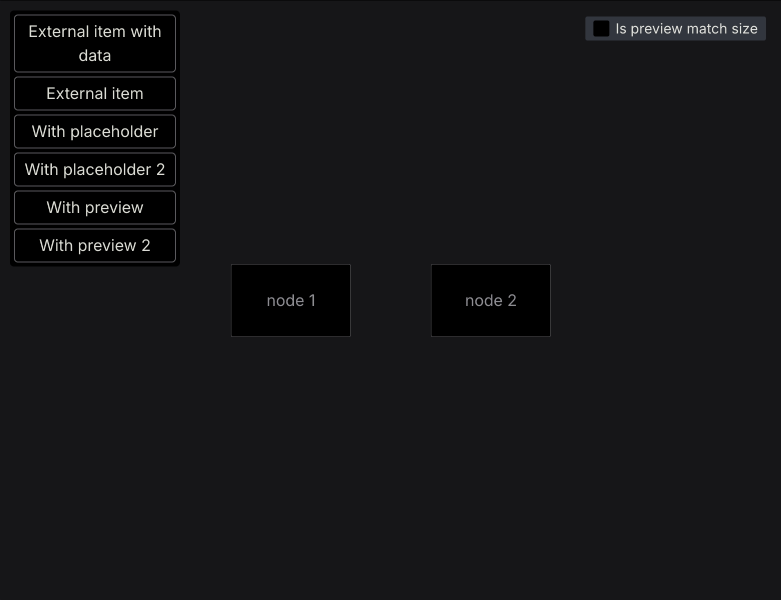 External item with
data
Is preview match size
External item
With placeholder
With placeholder 2
With preview
With preview 2
node 1
node 2